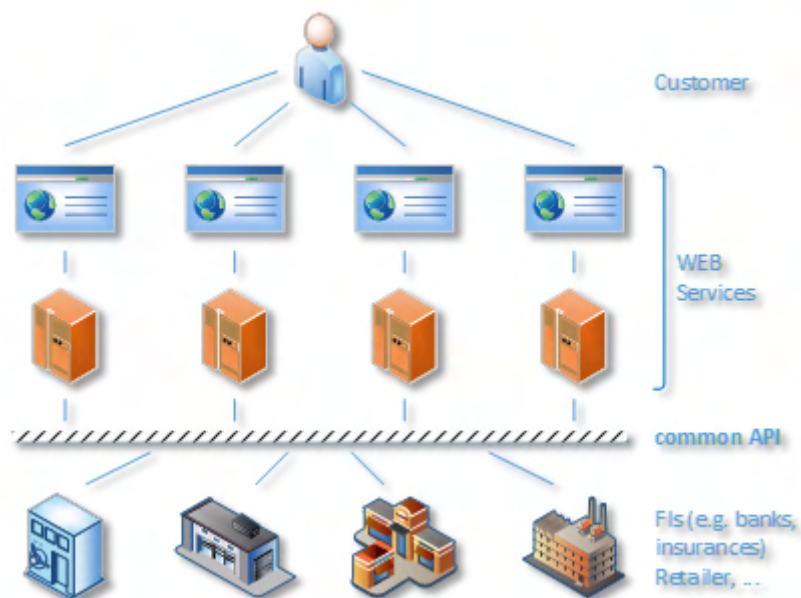 Customer
WEB
Services
common API
FIs (e.g. banks,
insurances)
Retailer, ...